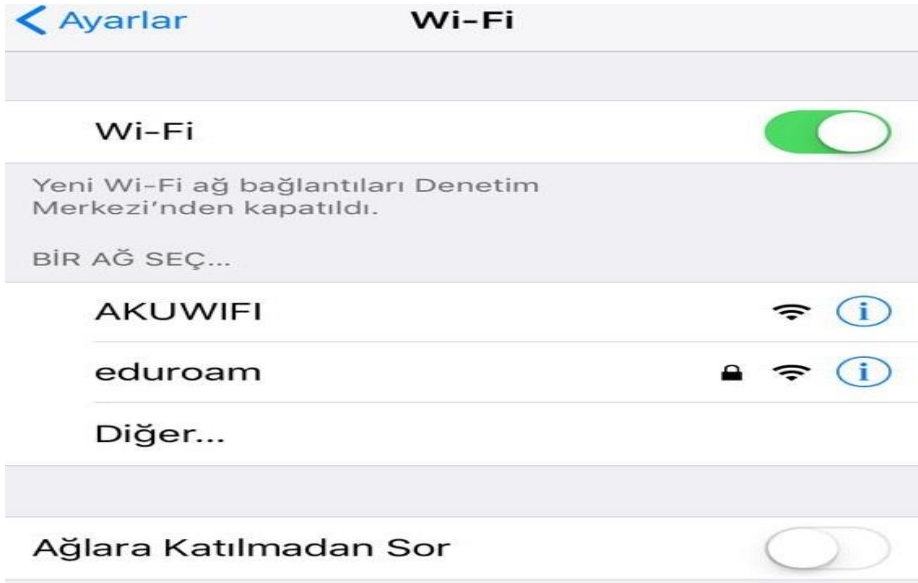 Ayarlar Wi-Fi
Wi-Fi
Yeni Wi-Fi ağ bağlantıları Denetim
Merkezi'nden kapatıldı.
BİR AĞ SEÇ...
AKUWIFI
eduroam
Diğer...
Ağlara Katılmadan Sor